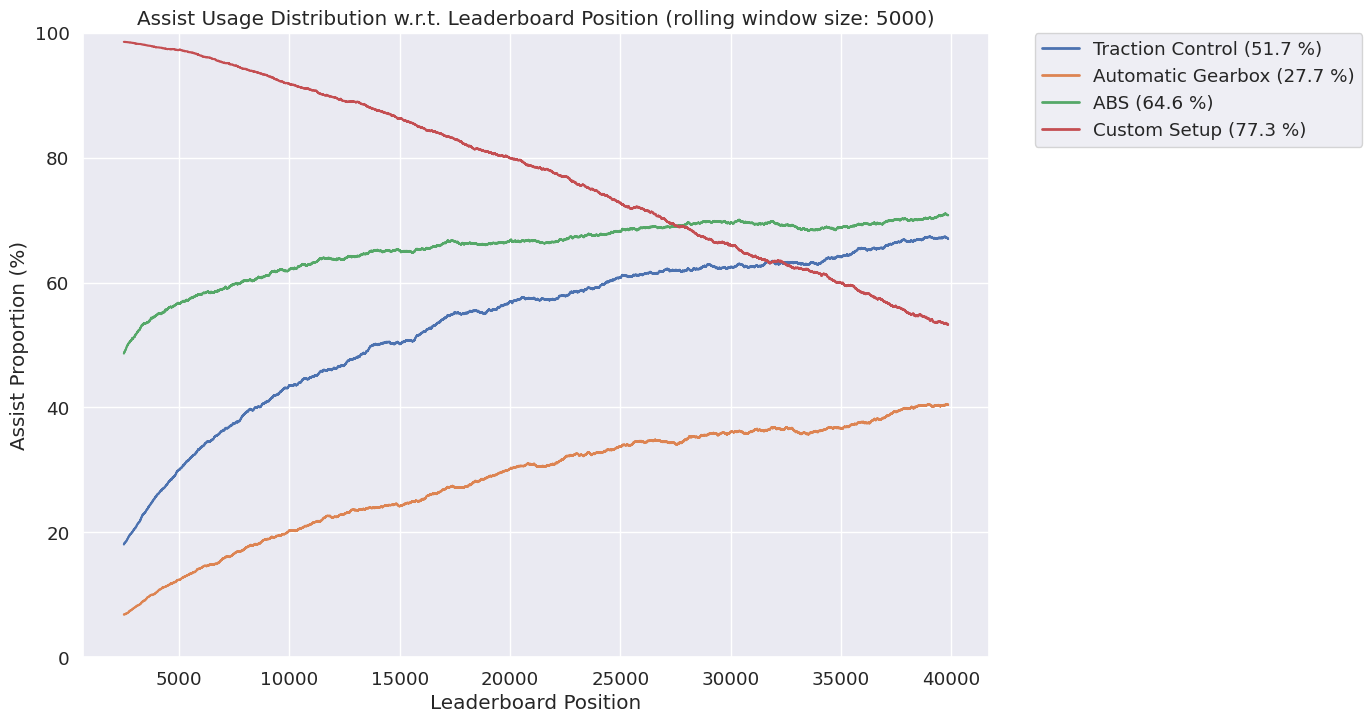 Assist Usage Distribution w.r.t. Leaderboard Position (rolling window size: 5000)
Traction Control (51.7 %)
Automatic Gearbox (27.7 %)
ABS (64.6 %)
Custom Setup (77.3 %)
Assist Proportion (%)
100
80
60
40
20
0
5000 10000 15000 20000 25000 30000 35000 40000
Leaderboard Position